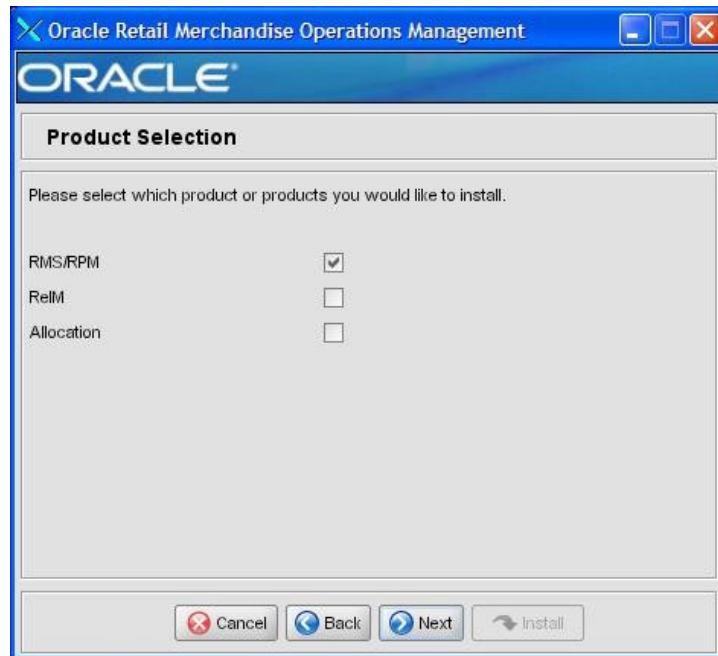 Oracle Retail Merchandise Operations Management
ORACLE®
Product Selection
Please select which product or products you would like to install.
RMS/RPM
ReIM
Allocation
Cancel Back Next Install